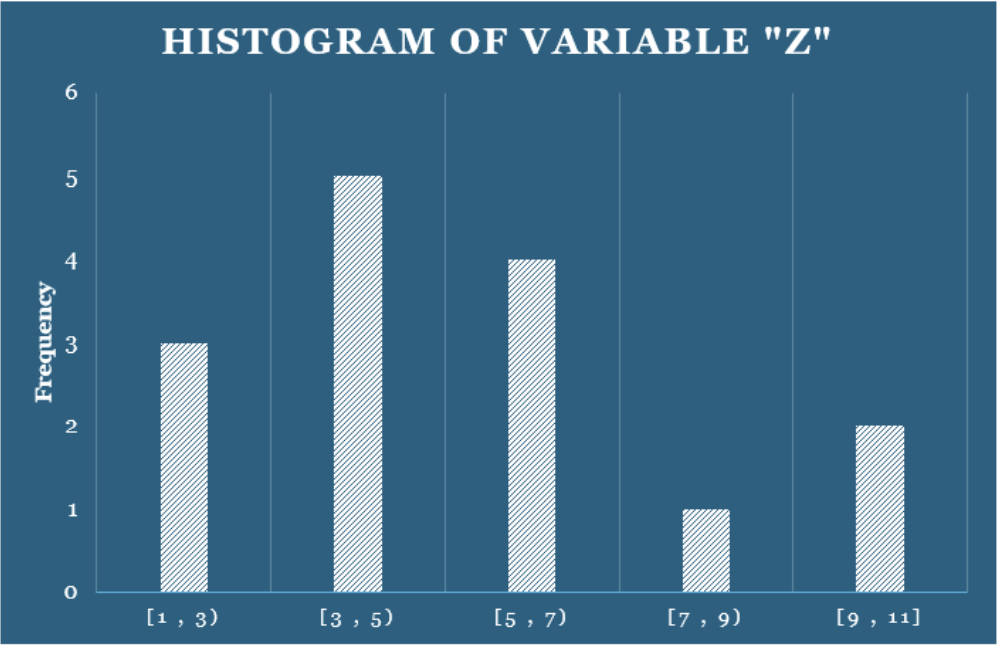 HISTOGRAM OF VARIABLE "Z"
6
5
4
3
2
1
0
Frequency
[1 , 3) [3 , 5) [5 , 7) [7 , 9) [9 , 11]